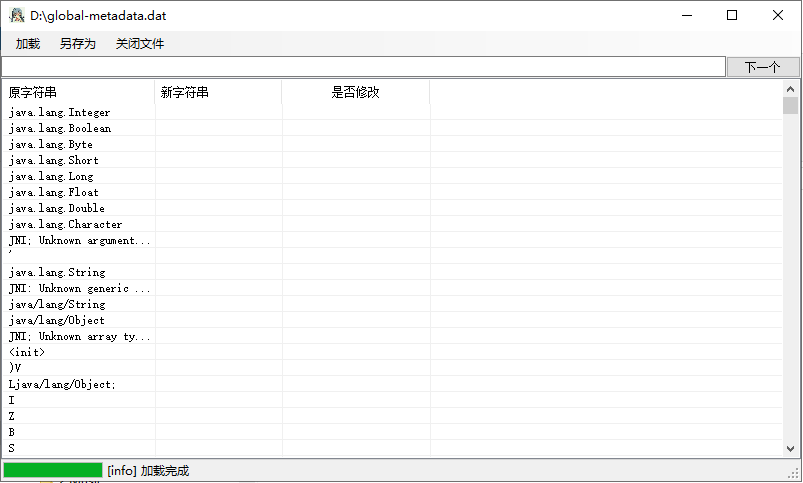 D:\global-metadata.dat
加载 另存为 关闭文件
下一个
原字符串 新字符串 是否修改
java.lang.Integer
java.lang.Boolean
java.lang.Byte
java.lang.Short
java.lang.Long
java.lang.Float
java.lang.Double
java.lang.Character
JNI; Unknown argument...
'
java.lang.String
JNI: Unknown generic ...
java/lang/String
java/lang/Object
JNI; Unknown array ty...
<init>
)V
Ljava/lang/Object;
I
Z
B
S
[info] 加载完成